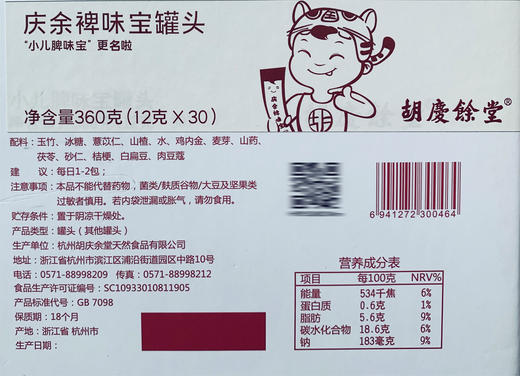 庆余裨味宝罐头
“小儿脾味宝”更名啦
净含量360克(12克X30)
庆余裨味
胡慶餘堂®
配料：玉竹、冰糖、薏苡仁、山楂、水、鸡内金、麦芽、山药、
茯苓、砂仁、桔梗、白扁豆、肉豆蔻
建 议：每日1-2包；
注意事项：本品不能代替药物，菌类/麸质谷物/大豆及坚果类
过敏者慎用。若内袋泄漏或胀气，请勿食用。
贮存条件：置于阴凉干燥处。
产品类型：罐头（其他罐头）
生产单位：杭州胡庆余堂天然食品有限公司
地址：浙江省杭州市滨江区浦沿街道园区中路10号
电话：0571-88998209 传真：0571-88998212
食品生产许可证编号：SC10933010811905
产品标准代号：GB 7098
保质期：18个月
产地：浙江省 杭州市
生产日期：
6 941272 300464
营养成分表
项目 每100克 NRV%
能量 534千焦 6%
蛋白质 0.6克 1%
脂肪 5.6克 9%
碳水化合物 18.6克 6%
钠 183毫克 9%